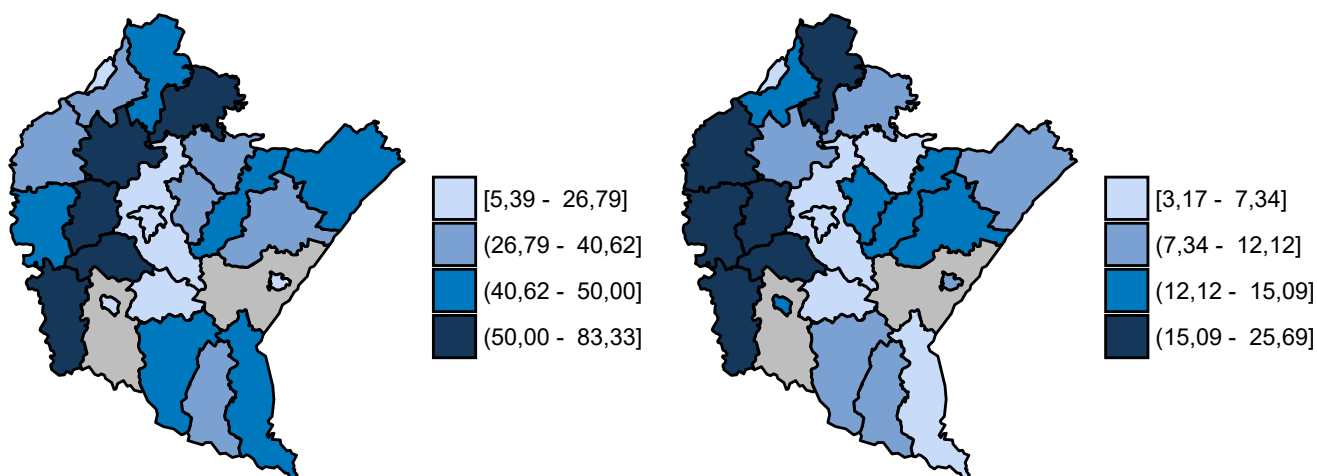 [5,39 - 26,79]
(26,79 - 40,62]
(40,62 - 50,00]
(50,00 - 83,33]
[3,17 - 7,34]
(7,34 - 12,12]
(12,12 - 15,09]
(15,09 - 25,69]